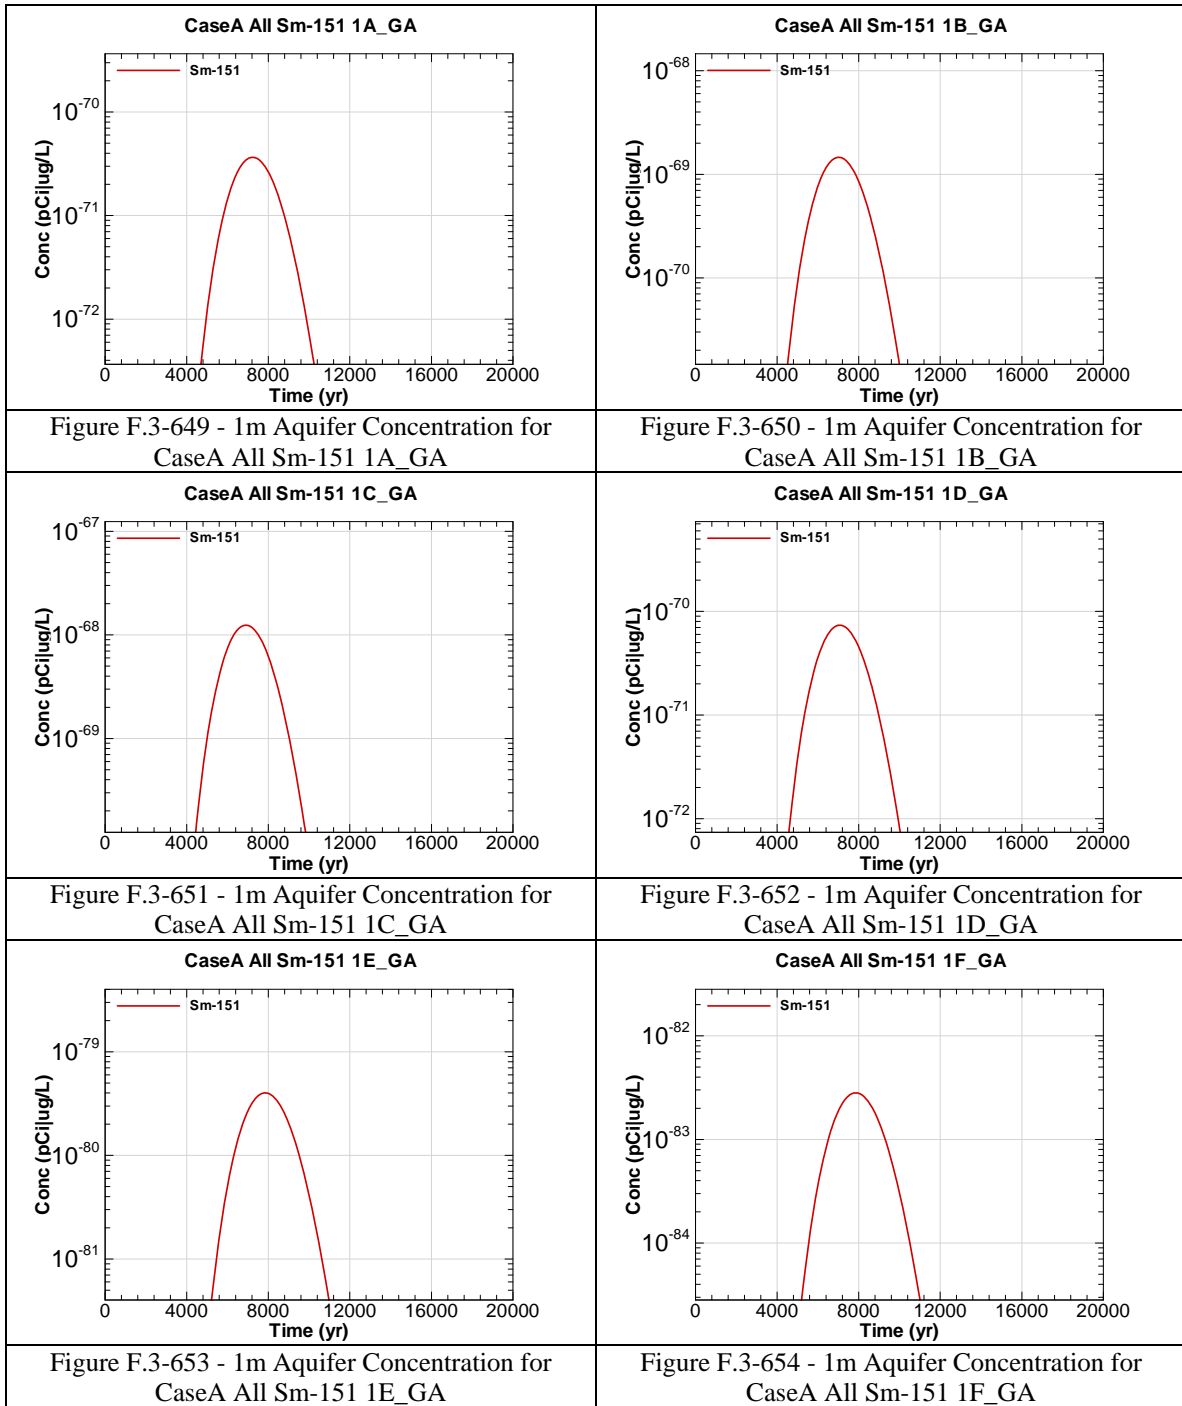 CaseA All Sm-151 1A_GA
Sm-151
10-70
10-71
10-72
Conc (pCi|ug/L)
0 4000 8000 12000 16000 20000
Time (yr)
Figure F.3-649 - 1m Aquifer Concentration for
CaseA All Sm-151 1A_GA
CaseA All Sm-151 1B_GA
Sm-151
10-68
10-69
10-70
Conc (pCi|ug/L)
0 4000 8000 12000 16000 20000
Time (yr)
Figure F.3-650 - 1m Aquifer Concentration for
CaseA All Sm-151 1B_GA
CaseA All Sm-151 1C_GA
Sm-151
10-67
10-68
10-69
Conc (pCi|ug/L)
0 4000 8000 12000 16000 20000
Time (yr)
Figure F.3-651 - 1m Aquifer Concentration for
CaseA All Sm-151 1C_GA
CaseA All Sm-151 1D_GA
Sm-151
10-70
10-71
10-72
Conc (pCi|ug/L)
0 4000 8000 12000 16000 20000
Time (yr)
Figure F.3-652 - 1m Aquifer Concentration for
CaseA All Sm-151 1D_GA
CaseA All Sm-151 1E_GA
Sm-151
10-79
10-80
10-81
Conc (pCi|ug/L)
0 4000 8000 12000 16000 20000
Time (yr)
Figure F.3-653 - 1m Aquifer Concentration for
CaseA All Sm-151 1E_GA
CaseA All Sm-151 1F_GA
Sm-151
10-82
10-83
10-84
Conc (pCi|ug/L)
0 4000 8000 12000 16000 20000
Time (yr)
Figure F.3-654 - 1m Aquifer Concentration for
CaseA All Sm-151 1F_GA